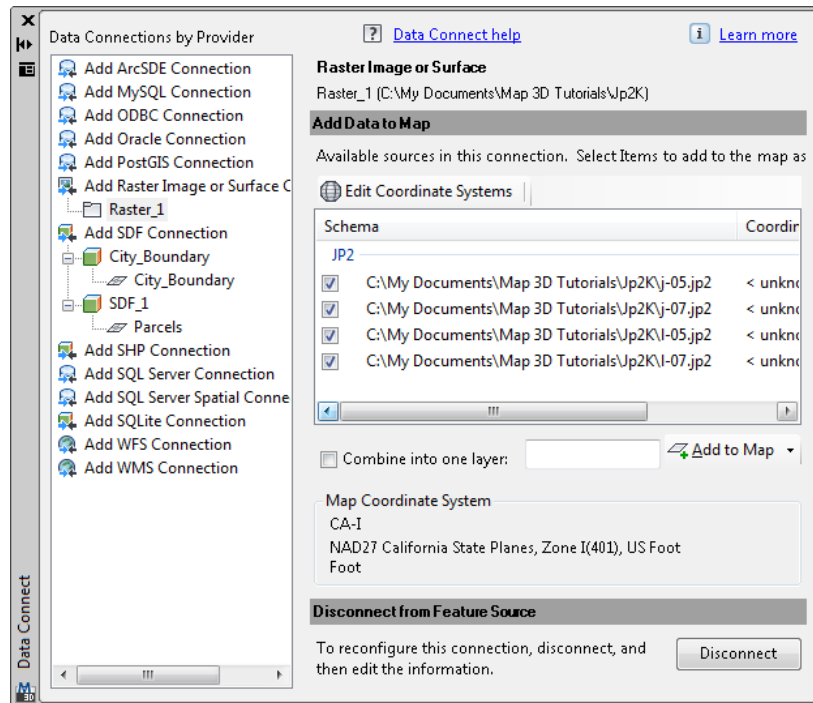 Data Connections by Provider
Add ArcSDE Connection
Add MySQL Connection
Add ODBC Connection
Add Oracle Connection
Add PostGIS Connection
Add Raster Image or Surface C
Raster_1
Add SDF Connection
City_Boundary
City_Boundary
SDF_1
Parcels
Add SHP Connection
Add SQL Server Connection
Add SQL Server Spatial Conne
Add SQLite Connection
Add WFS Connection
Add WMS Connection
? Data Connect help
i Learn more
Raster Image or Surface
Raster_1 (C:\My Documents\Map 3D Tutorials\Jp2K)
Add Data to Map
Available sources in this connection. Select Items to add to the map as
Edit Coordinate Systems
Schema Coordin
JP2
C:\My Documents\Map 3D Tutorials\Jp2K\j-05.jp2 < unkno
C:\My Documents\Map 3D Tutorials\Jp2K\j-07.jp2 < unkno
C:\My Documents\Map 3D Tutorials\Jp2K\l-05.jp2 < unkno
C:\My Documents\Map 3D Tutorials\Jp2K\l-07.jp2 < unkno
Combine into one layer: Add to Map
Map Coordinate System
CA-I
NAD27 California State Planes, Zone I(401), US Foot
Foot
Disconnect from Feature Source
To reconfigure this connection, disconnect, and
then edit the information.
Disconnect
Data Connect